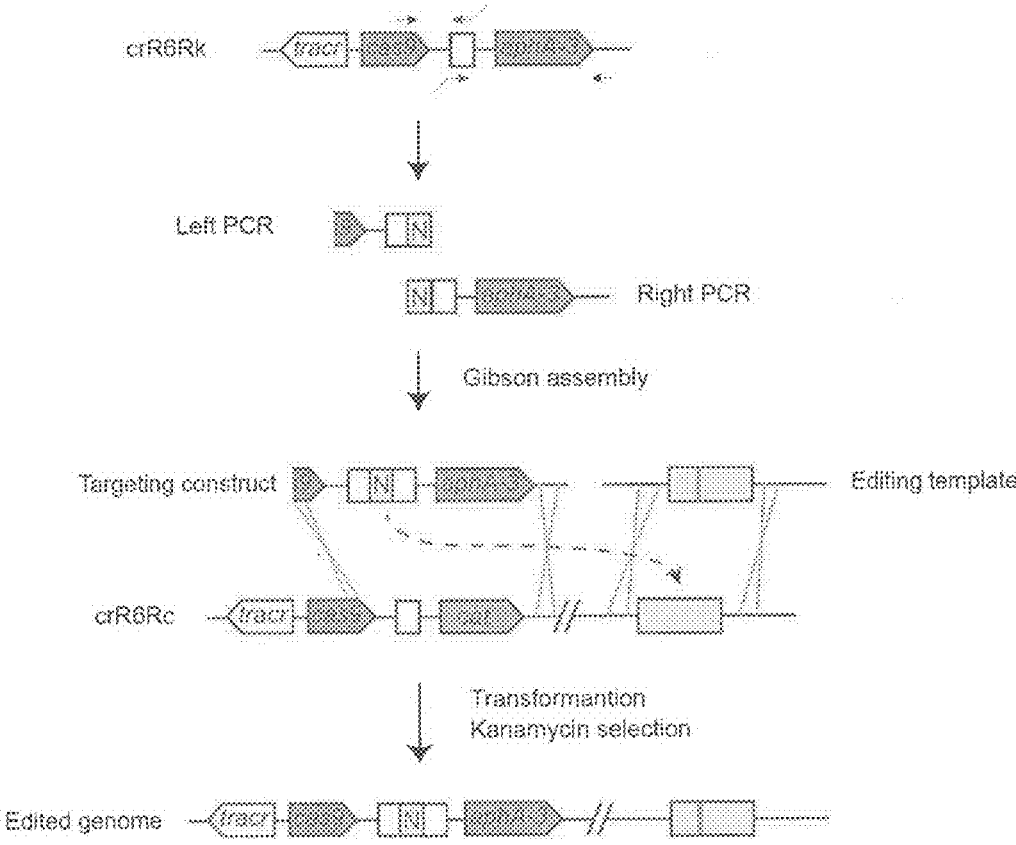 crR6Rk
tracr
Left PCR
N
N
Right PCR
Gibson assembly
Targeting construct
N
Editing template
crR6Rc
tracr
cat
Transformantion
Kanamycin selection
Edited genome
tracr
N